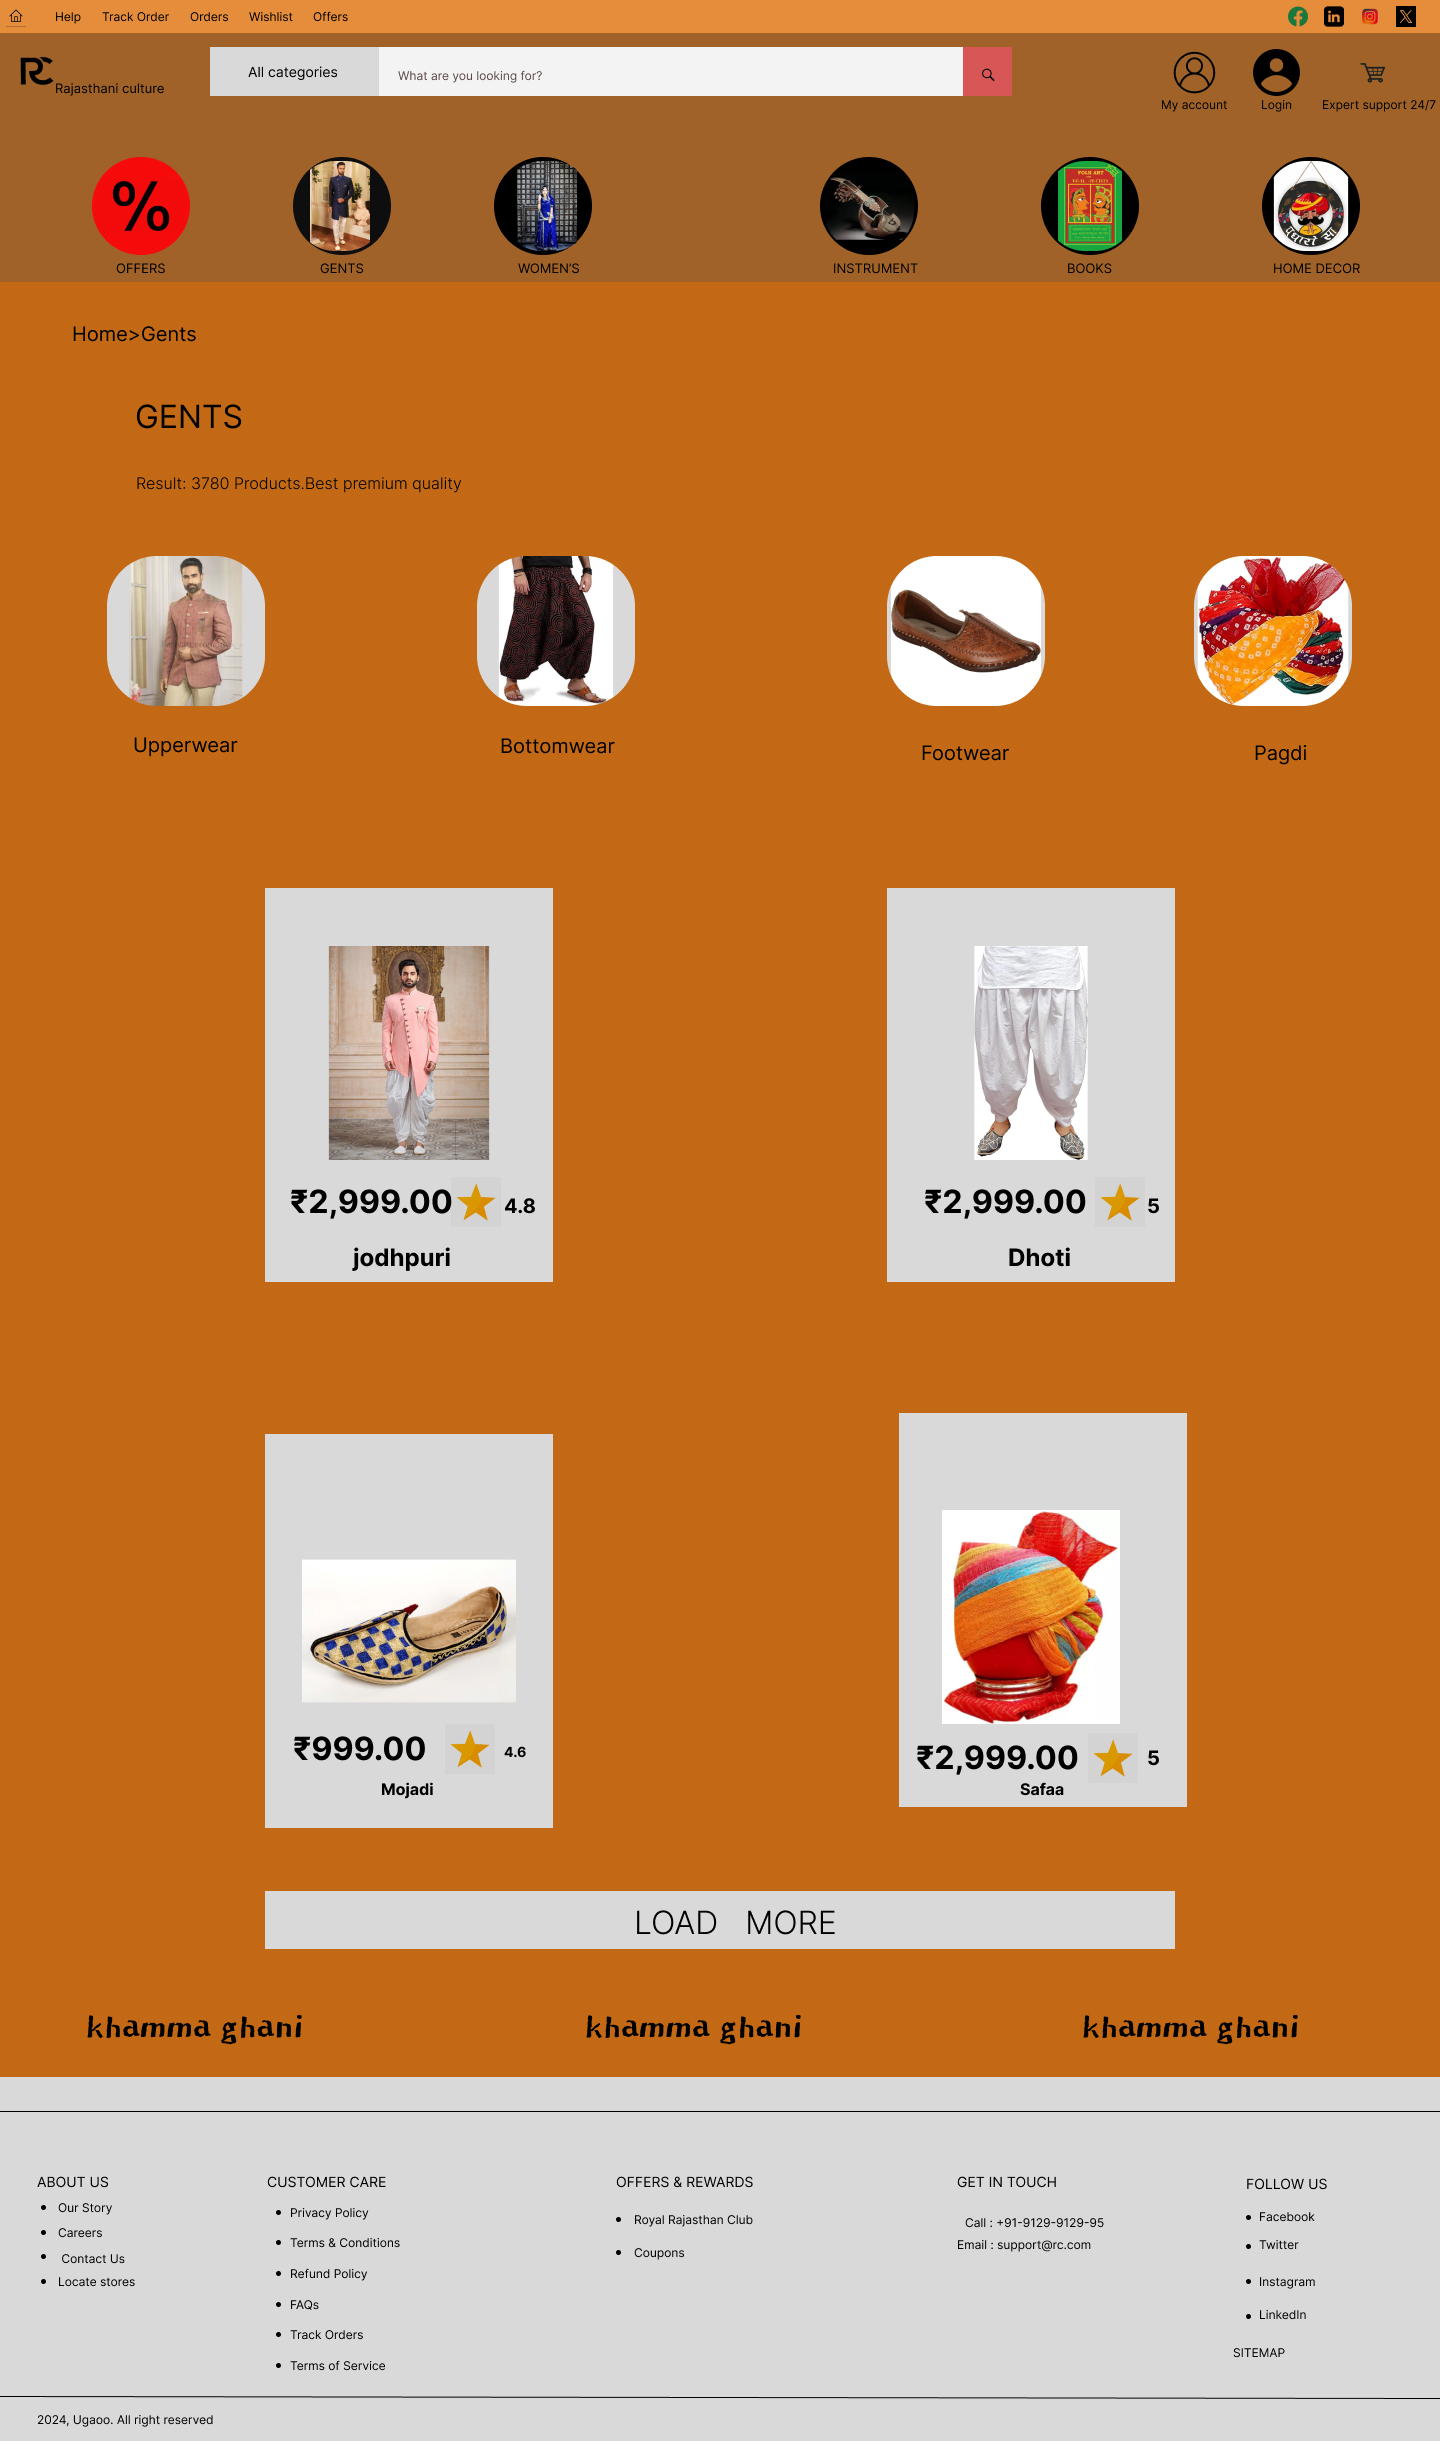 Help Track Order Orders Wishlist Offers
RC Rajasthani culture
All categories What are you looking for?
My account Login Expert support 24/7
%
FOLK ART
पधारो सा
OFFERS GENTS WOMEN'S INSTRUMENT BOOKS HOME DECOR
Home>Gents
GENTS
Result: 3780 Products.Best premium quality
Upperwear Bottomwear Footwear Pagdi
₹2,999.00 4.8
jodhpuri
₹2,999.00 5
Dhoti
₹999.00 4.6
Mojadi
₹2,999.00 5
Safaa
LOAD MORE
khamma ghani khamma ghani khamma ghani
ABOUT US
Our Story
Careers
Contact Us
Locate stores
CUSTOMER CARE
Privacy Policy
Terms & Conditions
Refund Policy
FAQs
Track Orders
Terms of Service
OFFERS & REWARDS
Royal Rajasthan Club
Coupons
GET IN TOUCH
Call : +91-9129-9129-95
Email : support@rc.com
FOLLOW US
Facebook
Twitter
Instagram
LinkedIn
SITEMAP
2024, Ugaoo. All right reserved